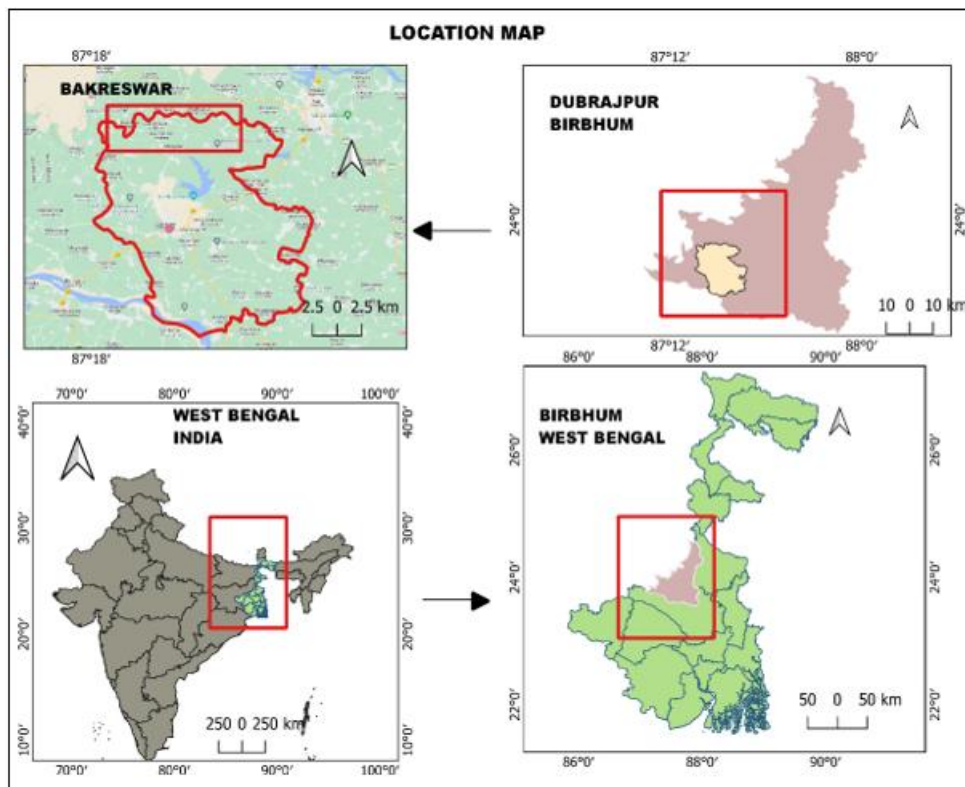 LOCATION MAP
87°18'
BAKRESWAR
2.5 0 2.5 km
87°18'
87°12' 88°0'
DUBRAJPUR
BIRBHUM
24°0' 24°0'
10 0 10 km
87°12' 88°0'
70°0' 80°0' 90°0' 100°0'
WEST BENGAL
INDIA
40°0' 40°0'
30°0' 30°0'
20°0' 20°0'
10°0' 10°0'
250 0 250 km
70°0' 80°0' 90°0' 100°0'
86°0' 88°0' 90°0'
BIRBHUM
WEST BENGAL
26°0' 26°0'
24°0' 24°0'
22°0' 22°0'
50 0 50 km
86°0' 88°0' 90°0'